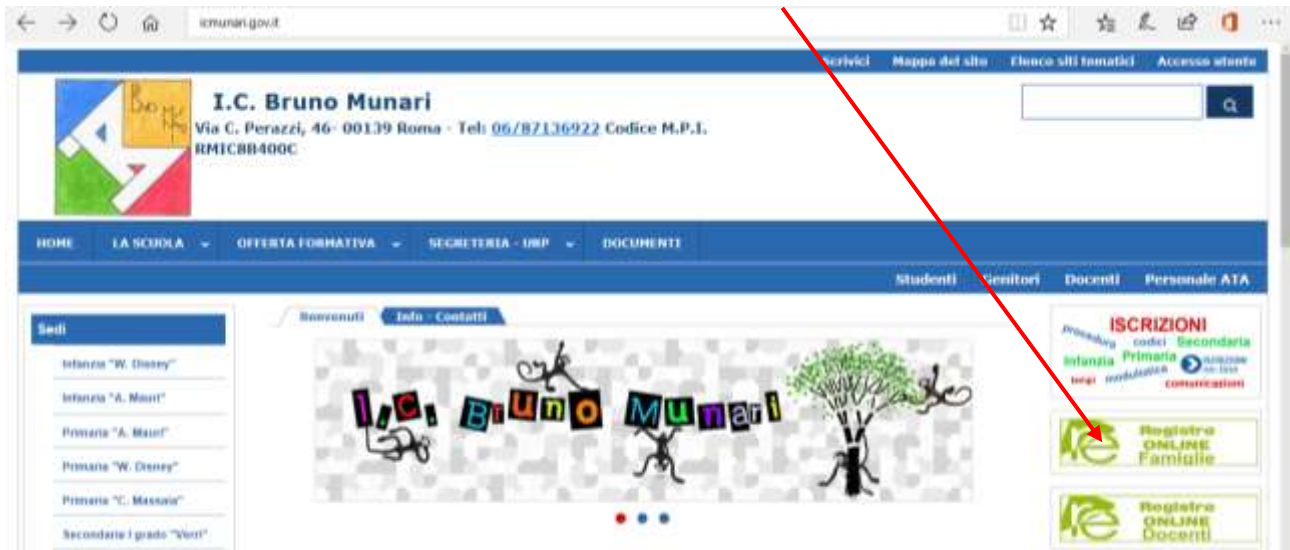 icmunari.gov.it
Scrivici Mappa del sito Elenco siti tematici Accesso utente
I.C. Bruno Munari
Via C. Perazzi, 46- 00139 Roma - Tel: 06/87136922 Codice M.P.I.
RMIC8B400C
HOME LA SCUOLA OFFERTA FORMATIVA SEGRETERIA - URP DOCUMENTI
Studenti Genitori Docenti Personale ATA
Sedi
Infanzia "W. Disney"
Infanzia "A. Mauri"
Primaria "A. Mauri"
Primaria "W. Disney"
Primaria "C. Massaia"
Secondaria I grado "Verri"
Benvenuti Info - Contatti
I.C. Bruno Munari
ISCRIZIONI
procedura codici Secondaria
Infanzia Primaria
modulistica
comunicazioni
Registro
ONLINE
Famiglie
Registro
ONLINE
Docenti